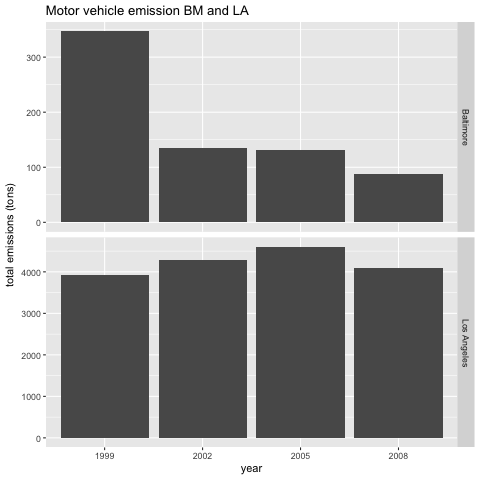 Motor vehicle emission BM and LA
total emissions (tons)
300
200
100
0
Baltimore
4000
3000
2000
1000
0
Los Angeles
1999 2002 2005 2008
year